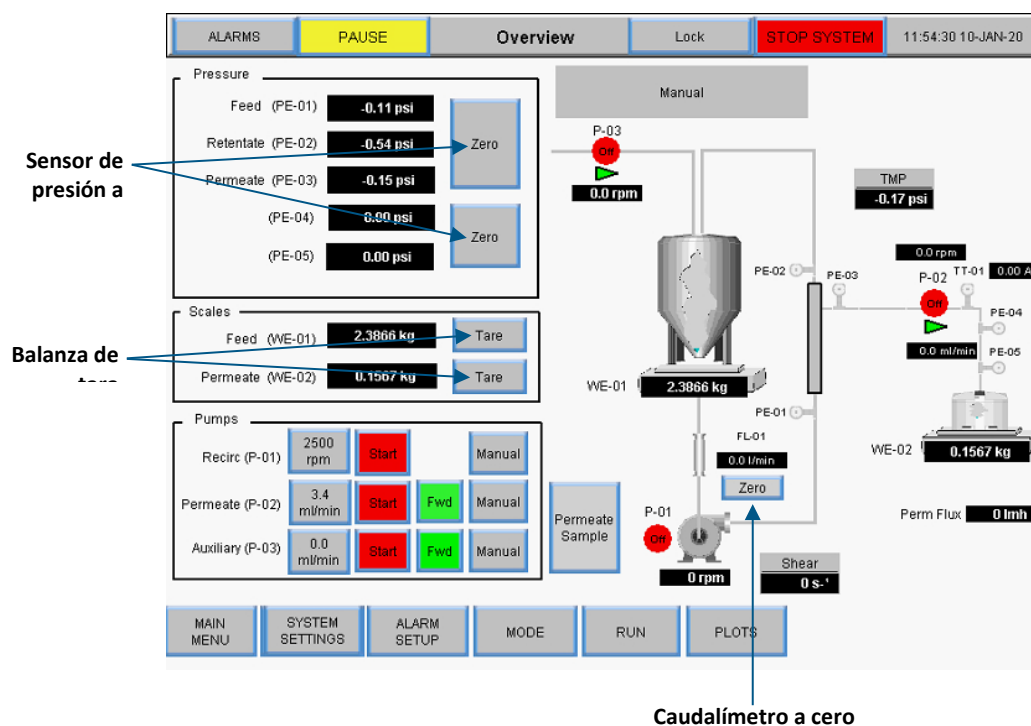 ALARMS PAUSE Overview Lock STOP SYSTEM 11:54:30 10-JAN-20
Pressure
Feed (PE-01) -0.11 psi
Retentate (PE-02) -0.54 psi
Zero
Permeate (PE-03) -0.15 psi
(PE-04) 0.00 psi
Zero
(PE-05) 0.00 psi
Sensor de
presión a
Scales
Feed (WE-01) 2.3866 kg Tare
Permeate (WE-02) 0.1567 kg Tare
Balanza de
Pumps
Recirc (P-01) 2500 rpm Start Manual
Permeate (P-02) 3.4 ml/min Start Fwd Manual
Auxiliary (P-03) 0.0 ml/min Start Fwd Manual
Permeate
Sample
Manual
P-03
Off
0.0 rpm
TMP
-0.17 psi
PE-02
PE-03
0.0 rpm
P-02
Off
TT-01
0.00 A
PE-04
0.0 ml/min
PE-05
WE-01
2.3866 kg
PE-01
FL-01
0.0 l/min
Zero
WE-02 0.1567 kg
P-01
Off
0 rpm
Perm Flux 0 lmh
Shear
0 s-¹
MAIN
MENU
SYSTEM
SETTINGS
ALARM
SETUP
MODE
RUN
PLOTS
Caudalímetro a cero